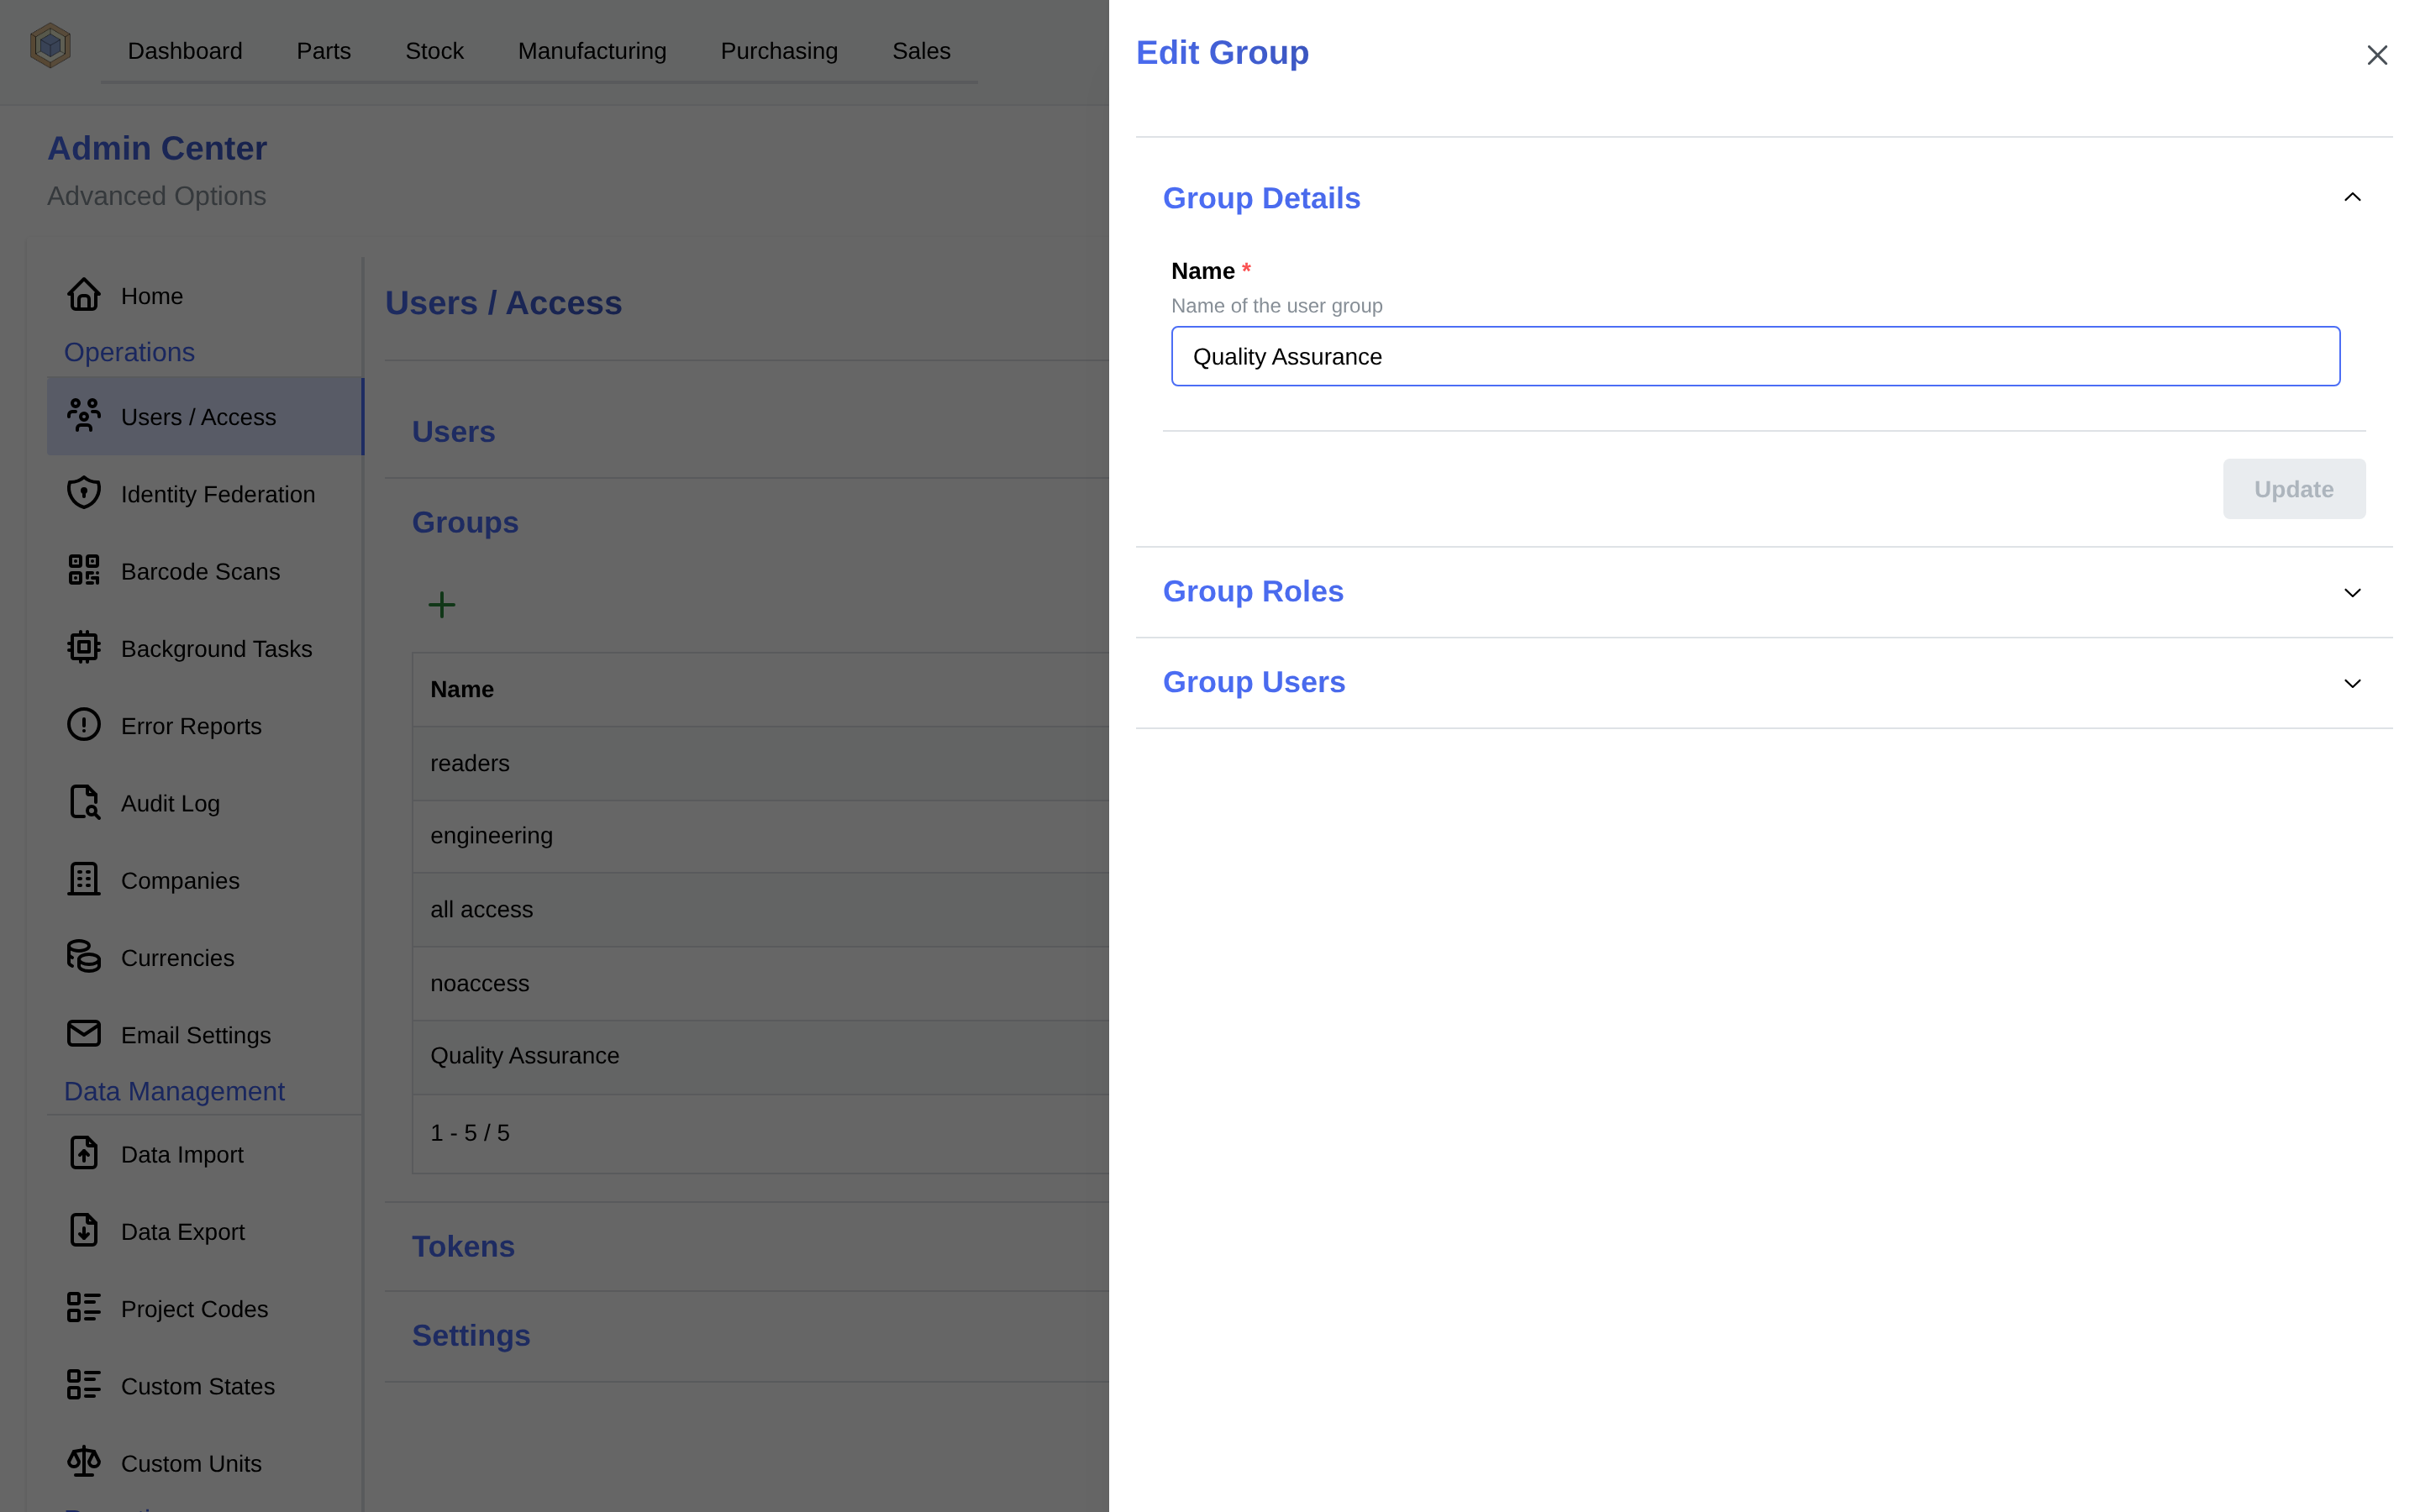 Dashboard Parts Stock Manufacturing Purchasing Sales
Admin Center
Advanced Options
Home
Operations
Users / Access
Identity Federation
Barcode Scans
Background Tasks
Error Reports
Audit Log
Companies
Currencies
Email Settings
Data Management
Data Import
Data Export
Project Codes
Custom States
Custom Units
Users / Access
Users
Groups
Name
readers
engineering
all access
noaccess
Quality Assurance
1 - 5 / 5
Tokens
Settings
Edit Group
Group Details
Name *
Name of the user group
Quality Assurance
Update
Group Roles
Group Users